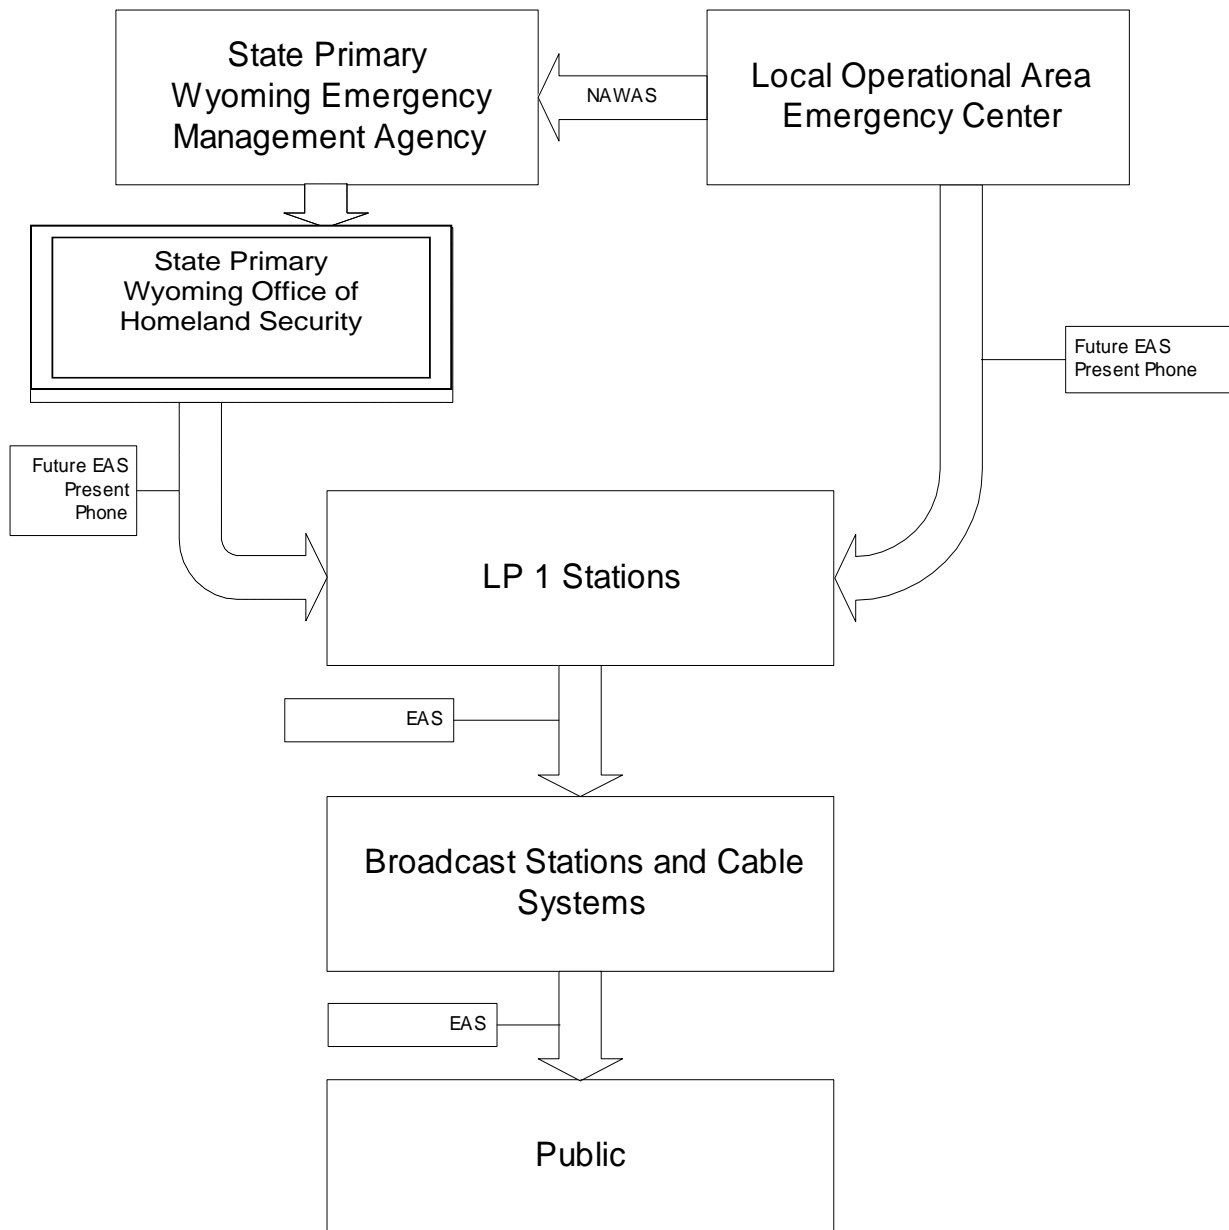 State Primary
Wyoming Emergency
Management Agency
NAWAS
Local Operational Area
Emergency Center
State Primary
Wyoming Office of
Homeland Security
Future EAS
Present Phone
Future EAS
Present
Phone
LP 1 Stations
EAS
Broadcast Stations and Cable
Systems
EAS
Public